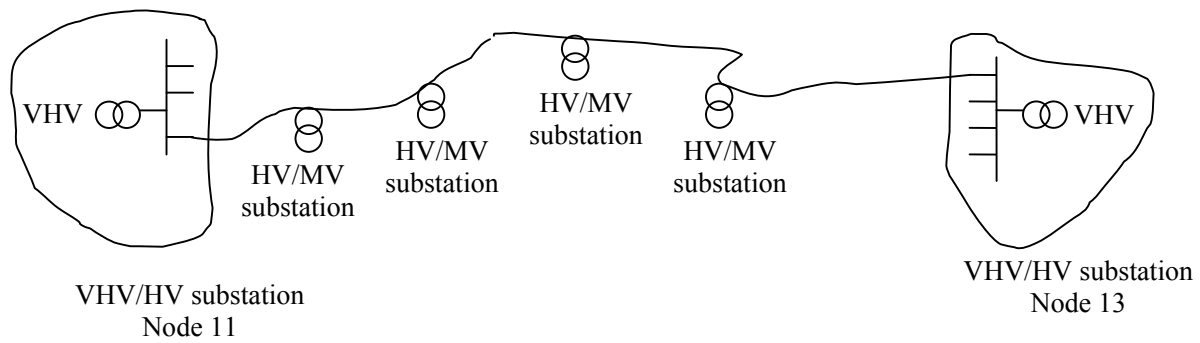 VHV
HV/MV
substation
HV/MV
substation
HV/MV
substation
HV/MV
substation
VHV
VHV/HV substation
Node 11
VHV/HV substation
Node 13